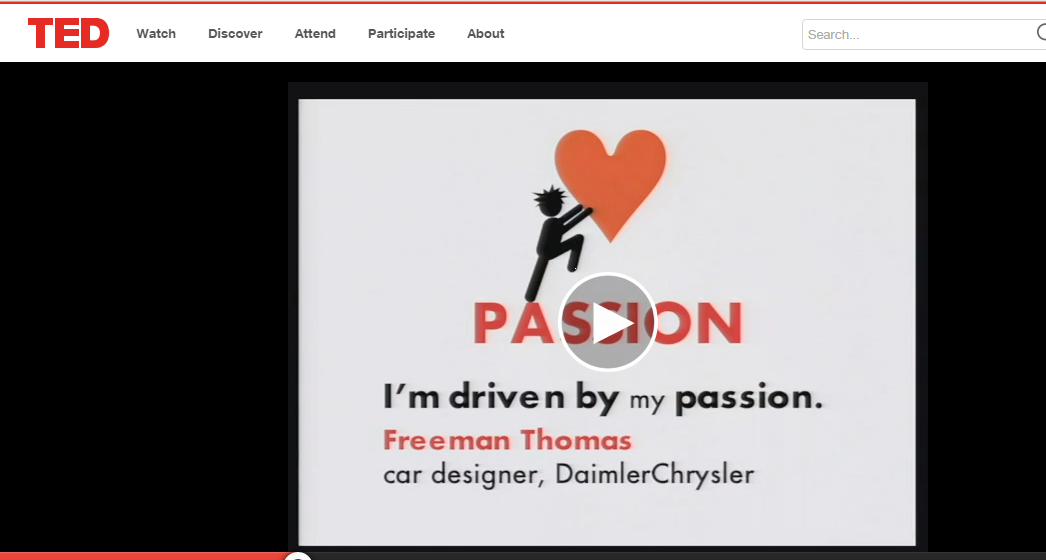 TED Watch Discover Attend Participate About Search...
PASSION
I'm driven by my passion.
Freeman Thomas
car designer, DaimlerChrysler